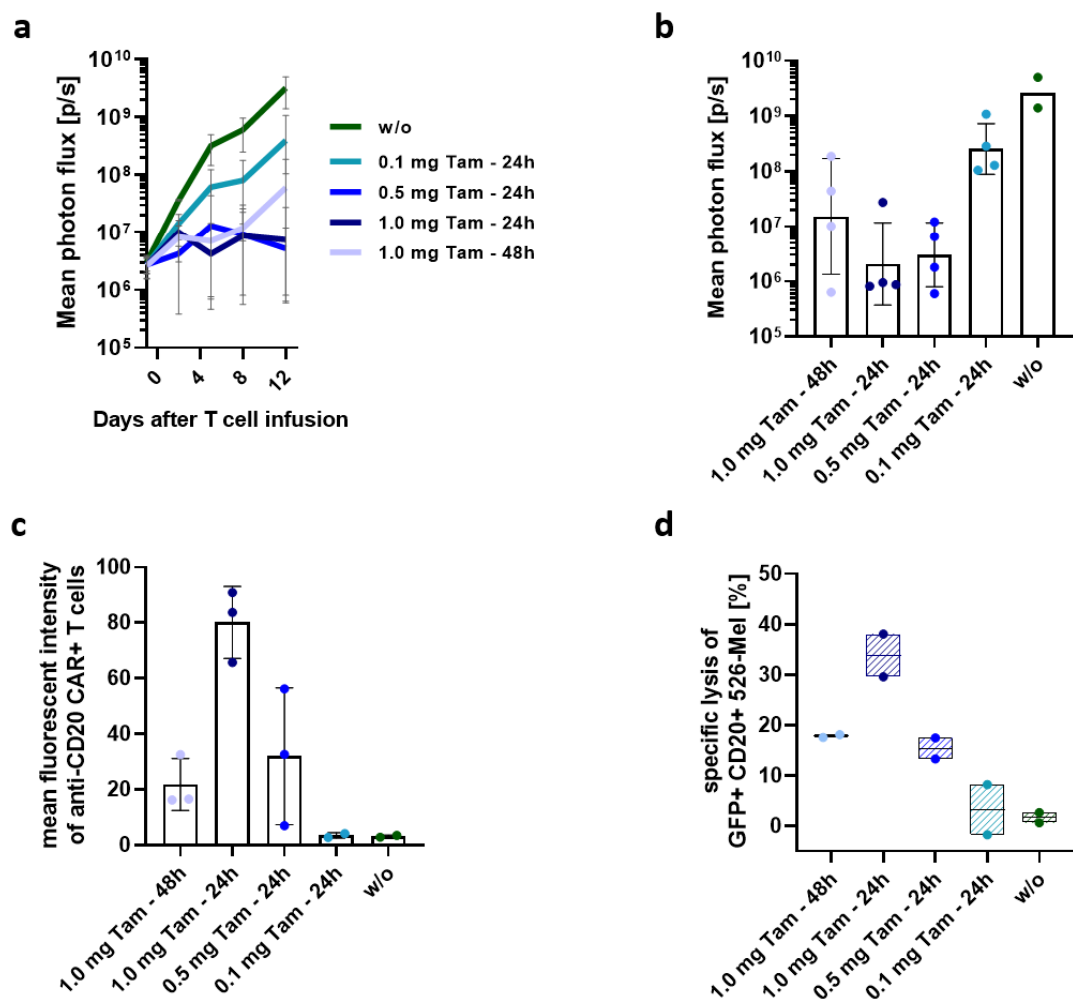 a
10^10
10^9
10^8
10^7
10^6
10^5
Mean photon flux [p/s]
0
4
8
12
Days after T cell infusion
w/o
0.1 mg Tam - 24h
0.5 mg Tam - 24h
1.0 mg Tam - 24h
1.0 mg Tam - 48h
b
10^10
10^9
10^8
10^7
10^6
10^5
Mean photon flux [p/s]
1.0 mg Tam - 48h
1.0 mg Tam - 24h
0.5 mg Tam - 24h
0.1 mg Tam - 24h
w/o
c
100
80
60
40
20
0
mean fluorescent intensity
of anti-CD20 CAR+ T cells
1.0 mg Tam - 48h
1.0 mg Tam - 24h
0.5 mg Tam - 24h
0.1 mg Tam - 24h
w/o
d
50
40
30
20
10
0
specific lysis of
GFP+ CD20+ 526-Mel [%]
1.0 mg Tam - 48h
1.0 mg Tam - 24h
0.5 mg Tam - 24h
0.1 mg Tam - 24h
w/o